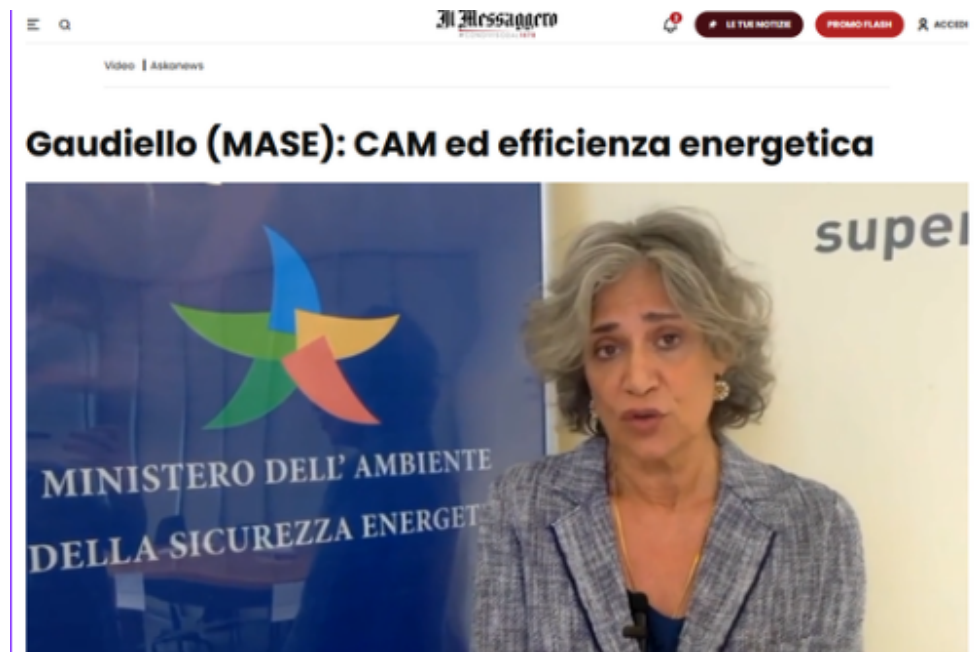 Il Messaggero
2
LE TUE NOTIZIE
PROMO FLASH
ACCEDI
Video | Askanews
Gaudiello (MASE): CAM ed efficienza energetica
super
MINISTERO DELL' AMBIENTE
DELLA SICUREZZA ENERGET